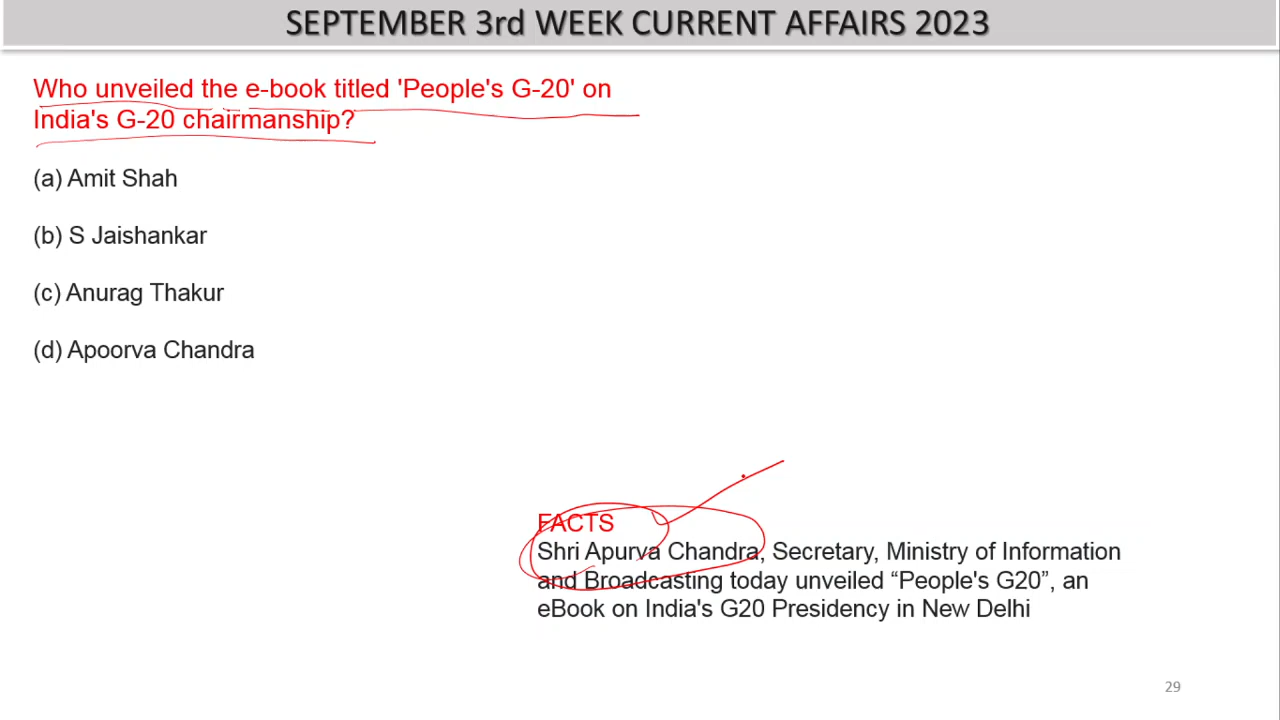 SEPTEMBER 3rd WEEK CURRENT AFFAIRS 2023
Who unveiled the e-book titled 'People's G-20' on
India's G-20 chairmanship?
(a) Amit Shah
(b) S Jaishankar
(c) Anurag Thakur
(d) Apoorva Chandra
FACTS
Shri Apurva Chandra, Secretary, Ministry of Information
and Broadcasting today unveiled “People's G20”, an
eBook on India's G20 Presidency in New Delhi
29